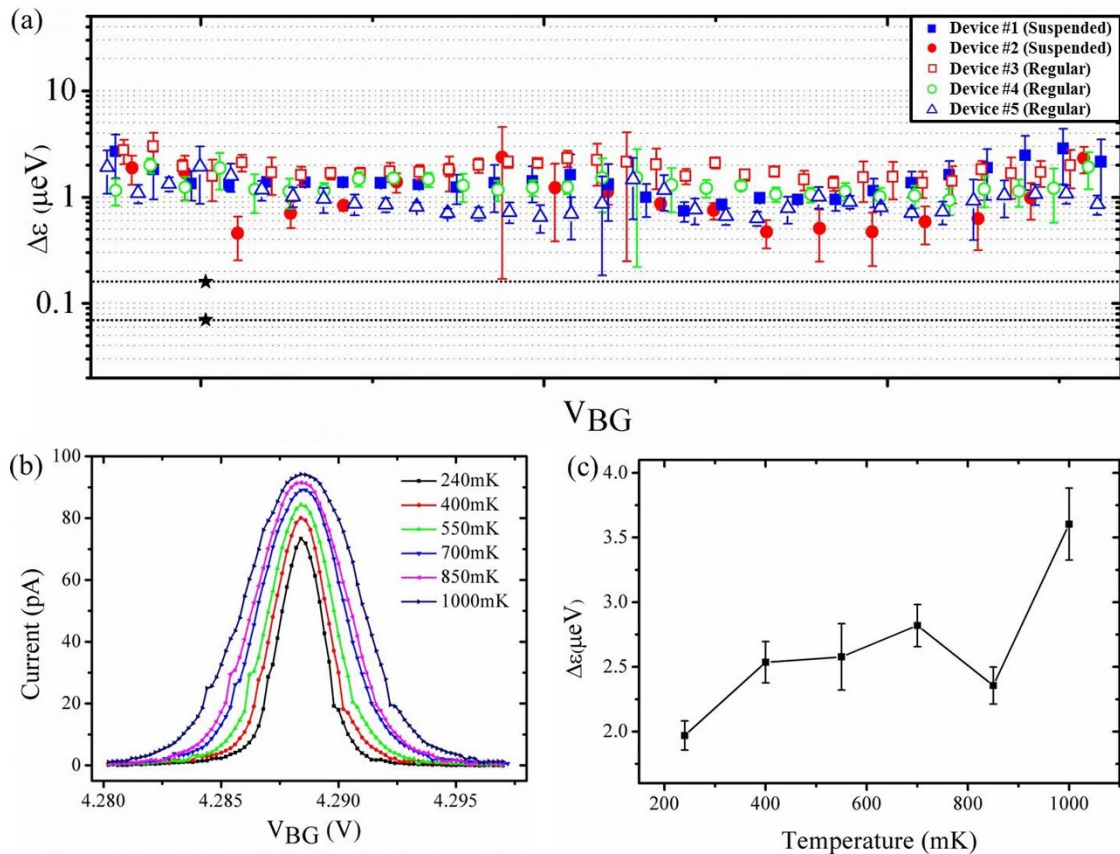 (a)
Δε (μeV)
10
1
0.1
V_BG
Device #1 (Suspended)
Device #2 (Suspended)
Device #3 (Regular)
Device #4 (Regular)
Device #5 (Regular)
(b)
Current (pA)
100
80
60
40
20
0
4.280
4.285
4.290
4.295
V_BG (V)
240mK
400mK
550mK
700mK
850mK
1000mK
(c)
Δε(μeV)
4.0
3.5
3.0
2.5
2.0
200
400
600
800
1000
Temperature (mK)